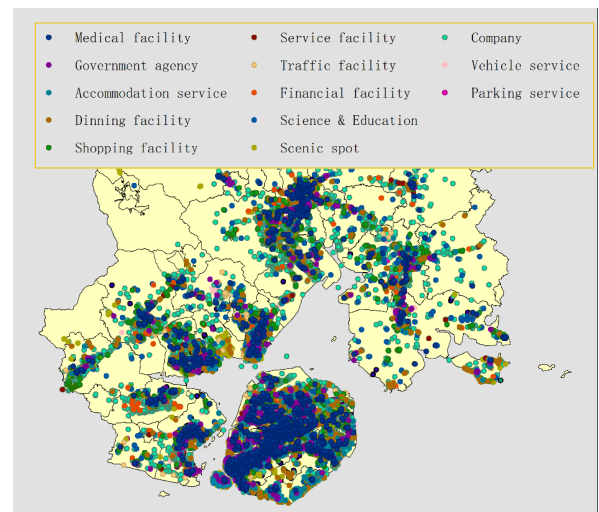 Medical facility Service facility Company
Government agency Traffic facility Vehicle service
Accommodation service Financial facility Parking service
Dinning facility Science & Education
Shopping facility Scenic spot